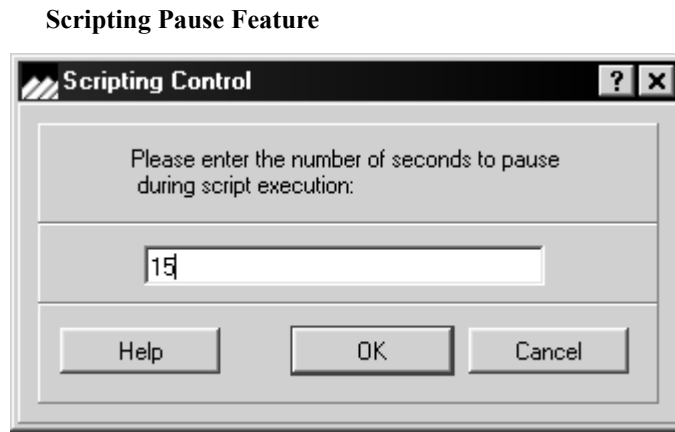 Scripting Pause Feature
Scripting Control
? X
Please enter the number of seconds to pause
during script execution:
15
Help OK Cancel